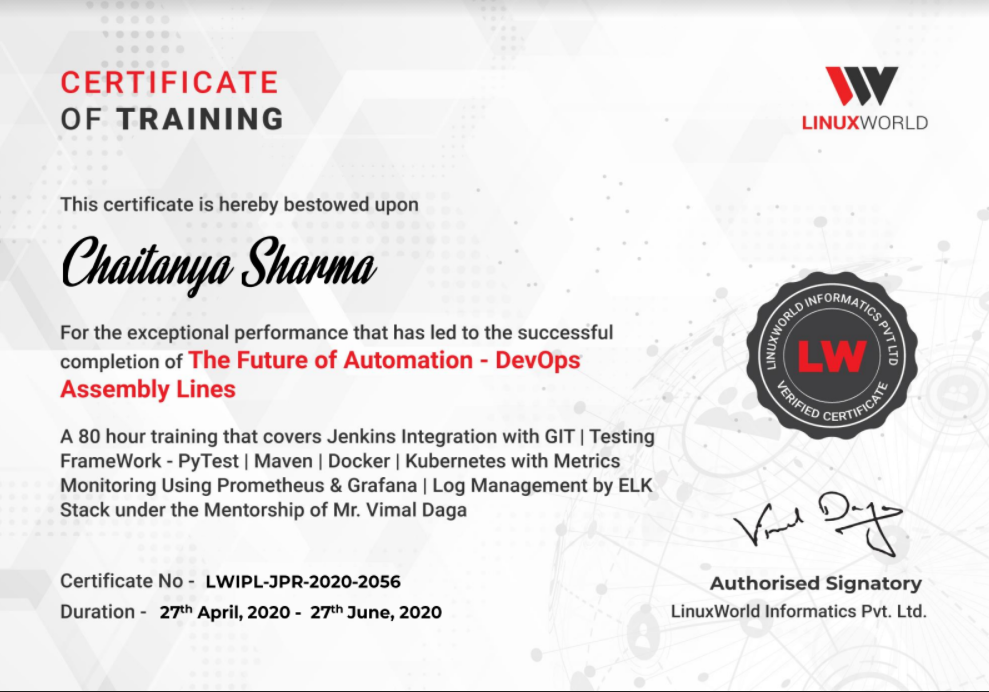 CERTIFICATE
OF TRAINING
LINUXWORLD
This certificate is hereby bestowed upon
Chaitanya Sharma
For the exceptional performance that has led to the successful
completion of The Future of Automation - DevOps
Assembly Lines
A 80 hour training that covers Jenkins Integration with GIT | Testing
FrameWork - PyTest | Maven | Docker | Kubernetes with Metrics
Monitoring Using Prometheus & Grafana | Log Management by ELK
Stack under the Mentorship of Mr. Vimal Daga
LINUXWORLD INFORMATICS PVT LTD
LW
VERIFIED CERTIFICATE
Vimal Daga
Certificate No - LWIPL-JPR-2020-2056
Duration - 27th April, 2020 - 27th June, 2020
Authorised Signatory
LinuxWorld Informatics Pvt. Ltd.